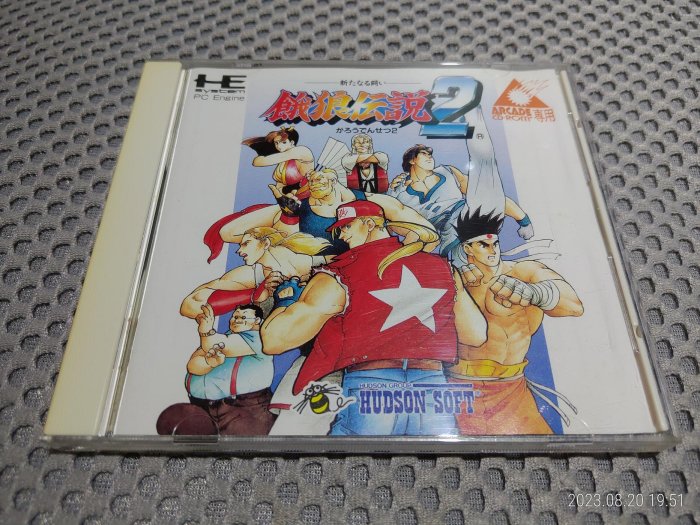 HE
system
PC Engine
新たなる闘い
餓狼伝説2
がろうでんせつ2
ARCADE
CD-ROM 専用
HUDSON GROUP
HUDSON SOFT
2023.08.20 19:51